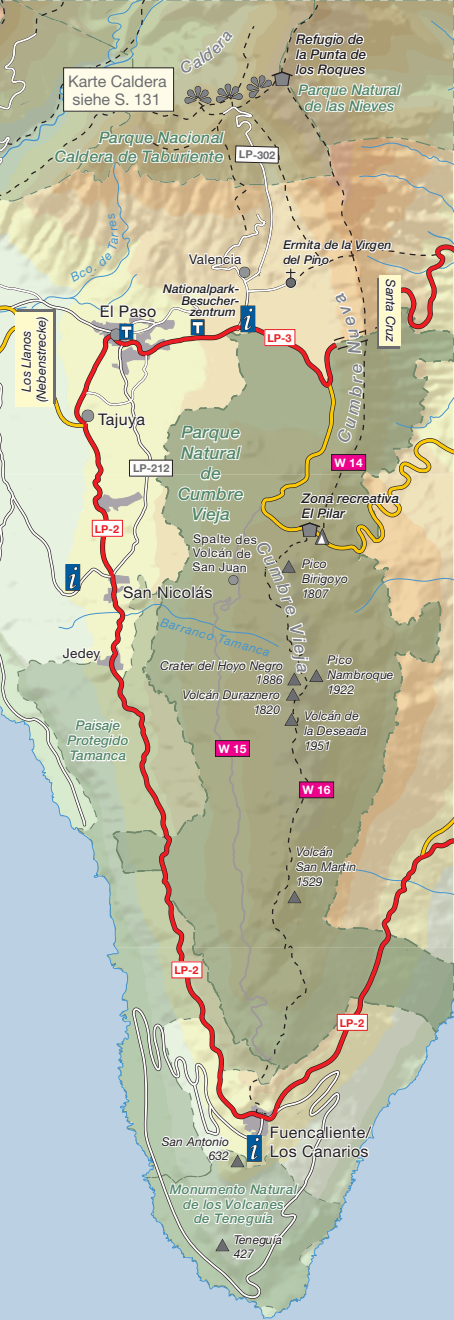 Refugio de
la Punta de
los Roques
Caldera
Karte Caldera
siehe S. 131
Parque Natural
de las Nieves
Parque Nacional
Caldera de Taburiente
LP-302
Bco. de Tarres
Valencia
Ermita de la Virgen
del Pino
Nationalpark-
Besucher-
zentrum
El Paso
T
T
i
LP-3
Santa Cruz
Los Llanos
(Nebenstrecke)
Cumbre Nueva
Tajuya
Parque
Natural
de
Cumbre
Vieja
W 14
LP-212
Zona recreativa
El Pilar
LP-2
Spalte des
Volcán de
San Juan
Cumbre Vieja
Pico
Birigoyo
1807
i
San Nicolás
Barranco Tamanca
Jedey
Crater del Hoyo Negro
1886
Pico
Nambroque
1922
Volcán Duraznero
1820
Volcán de
la Deseada
1951
Paisaje
Protegido
Tamanca
W 15
W 16
Volcán
San Martin
1529
LP-2
LP-2
Fuencaliente/
Los Canarios
San Antonio
632
i
Monumento Natural
de los Volcanes
de Teneguía
Teneguía
427